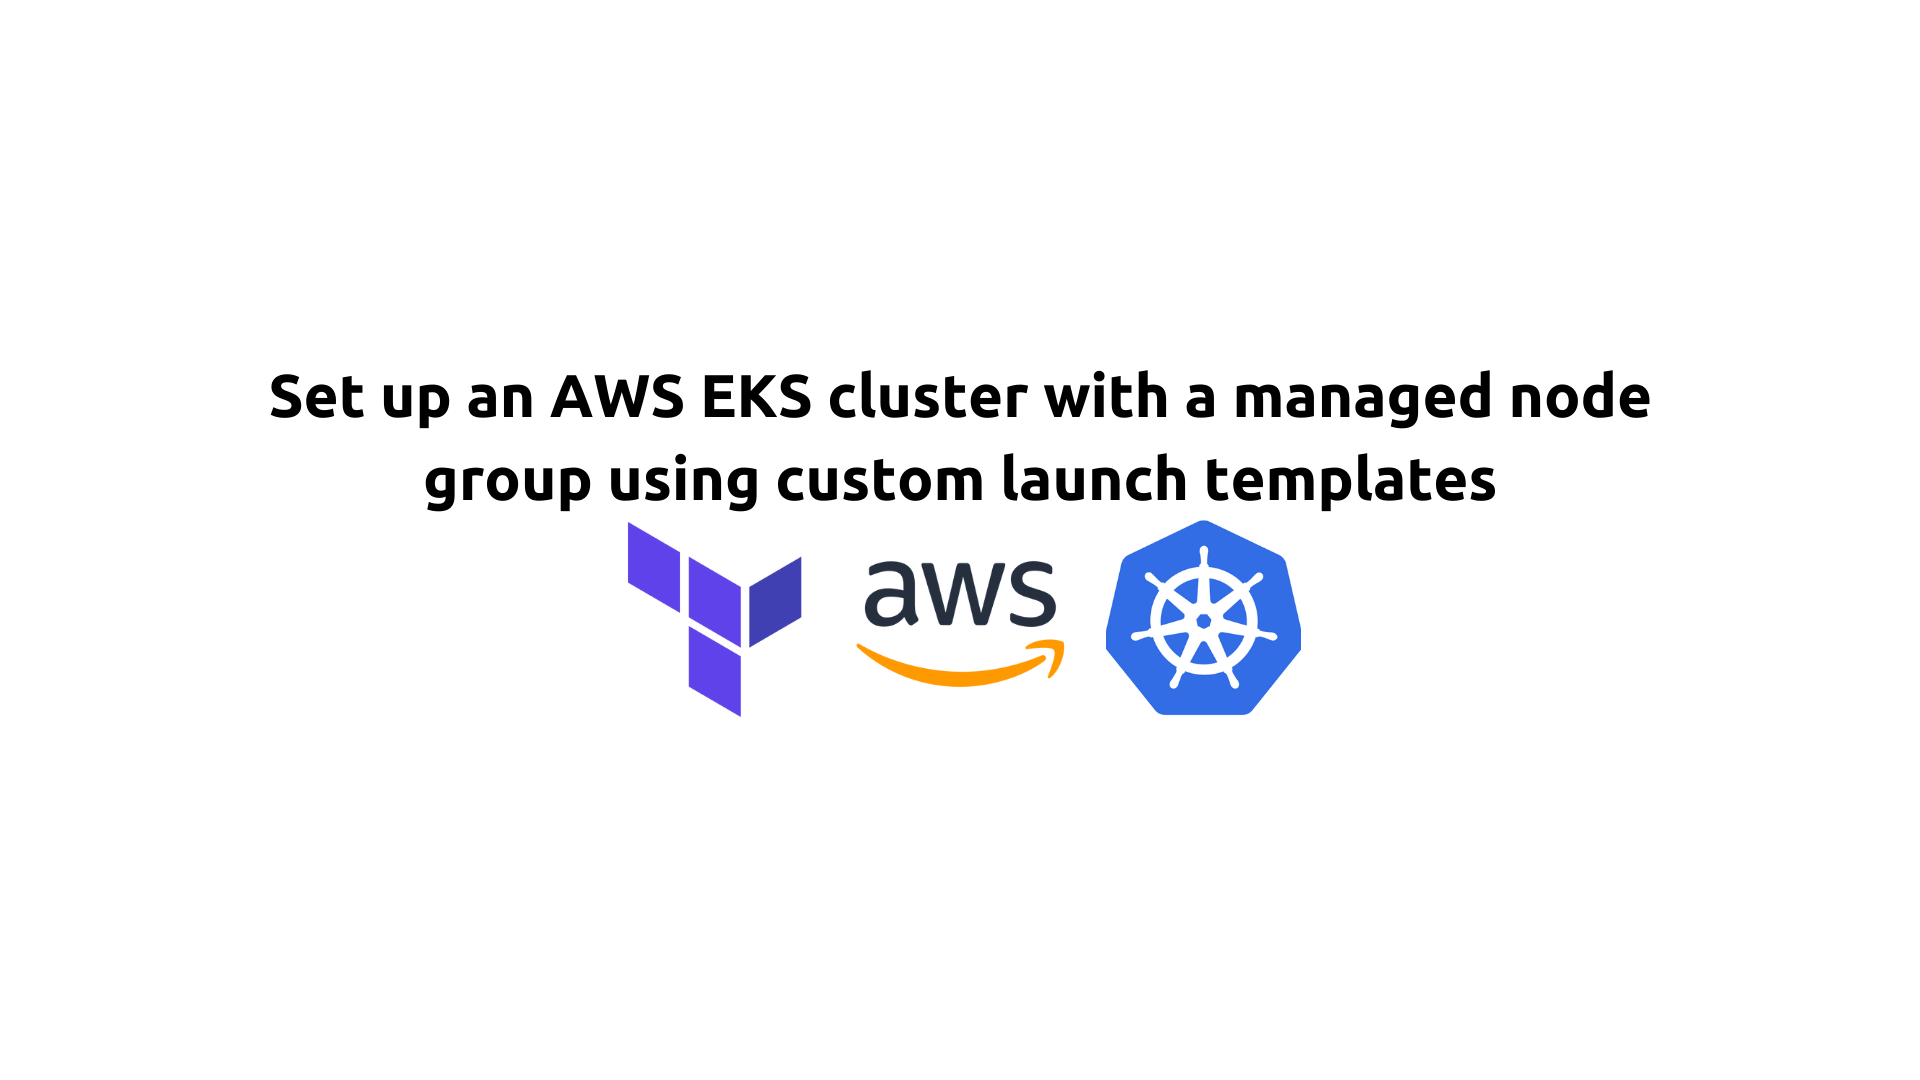 Set up an AWS EKS cluster with a managed node
group using custom launch templates
aws